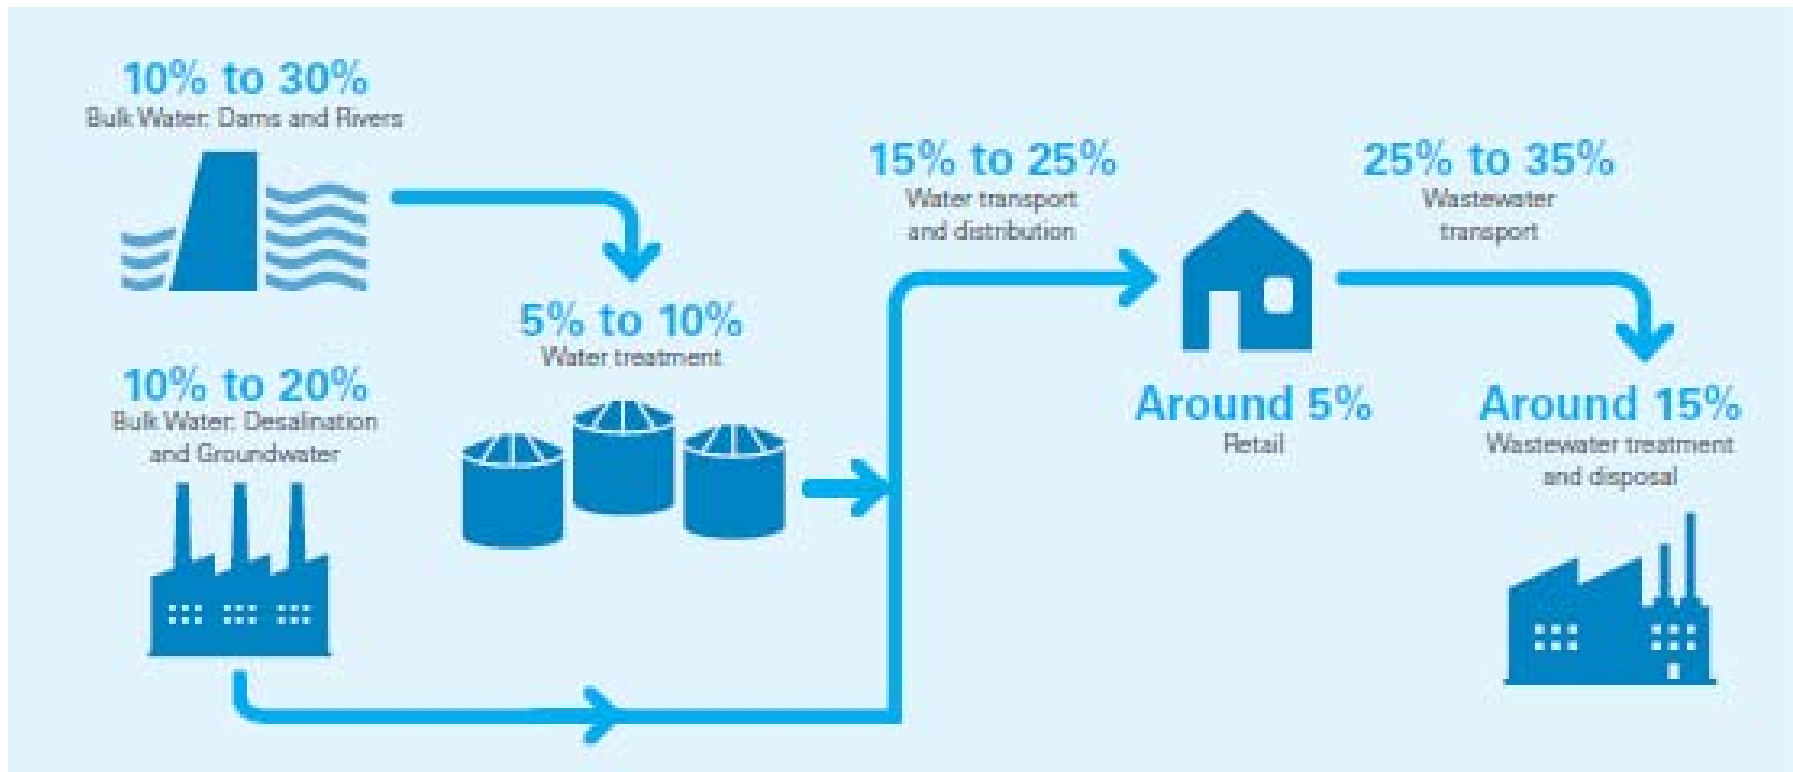 10% to 30%
Bulk Water: Dams and Rivers
10% to 20%
Bulk Water: Desalination
and Groundwater
5% to 10%
Water treatment
15% to 25%
Water transport
and distribution
Around 5%
Retail
25% to 35%
Wastewater
transport
Around 15%
Wastewater treatment
and disposal